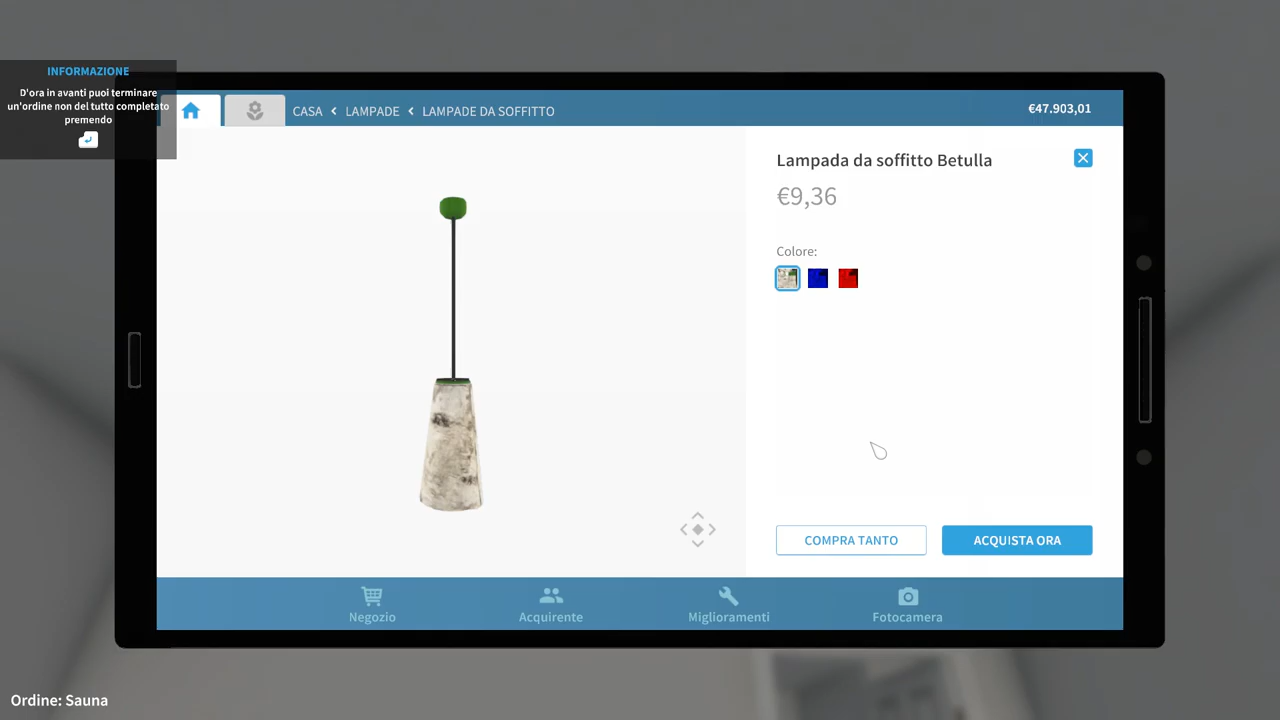 INFORMAZIONE
D'ora in avanti puoi terminare
un'ordine non del tutto completato
premendo
CASA < LAMPADE < LAMPADE DA SOFFITTO
€47.903,01
Lampada da soffitto Betulla
€9,36
Colore:
COMPRA TANTO
ACQUISTA ORA
Negozio
Acquirente
Miglioramenti
Fotocamera
Ordine: Sauna